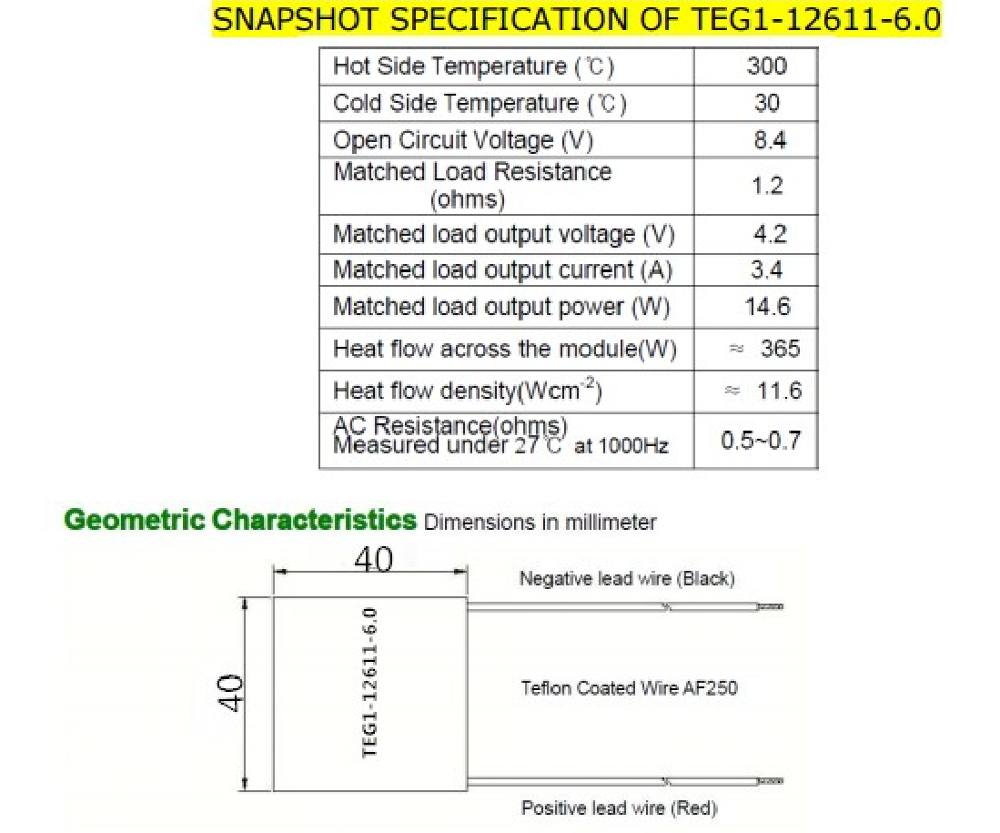 SNAPSHOT SPECIFICATION OF TEG1-12611-6.0
Hot Side Temperature (℃) 300
Cold Side Temperature (℃) 30
Open Circuit Voltage (V) 8.4
Matched Load Resistance
(ohms) 1.2
Matched load output voltage (V) 4.2
Matched load output current (A) 3.4
Matched load output power (W) 14.6
Heat flow across the module(W) ≈ 365
Heat flow density(Wcm⁻²) ≈ 11.6
AC Resistance(ohms)
Measured under 27℃ at 1000Hz 0.5~0.7
Geometric Characteristics Dimensions in millimeter
40
Negative lead wire (Black)
TEG1-12611-6.0
40
Teflon Coated Wire AF250
Positive lead wire (Red)